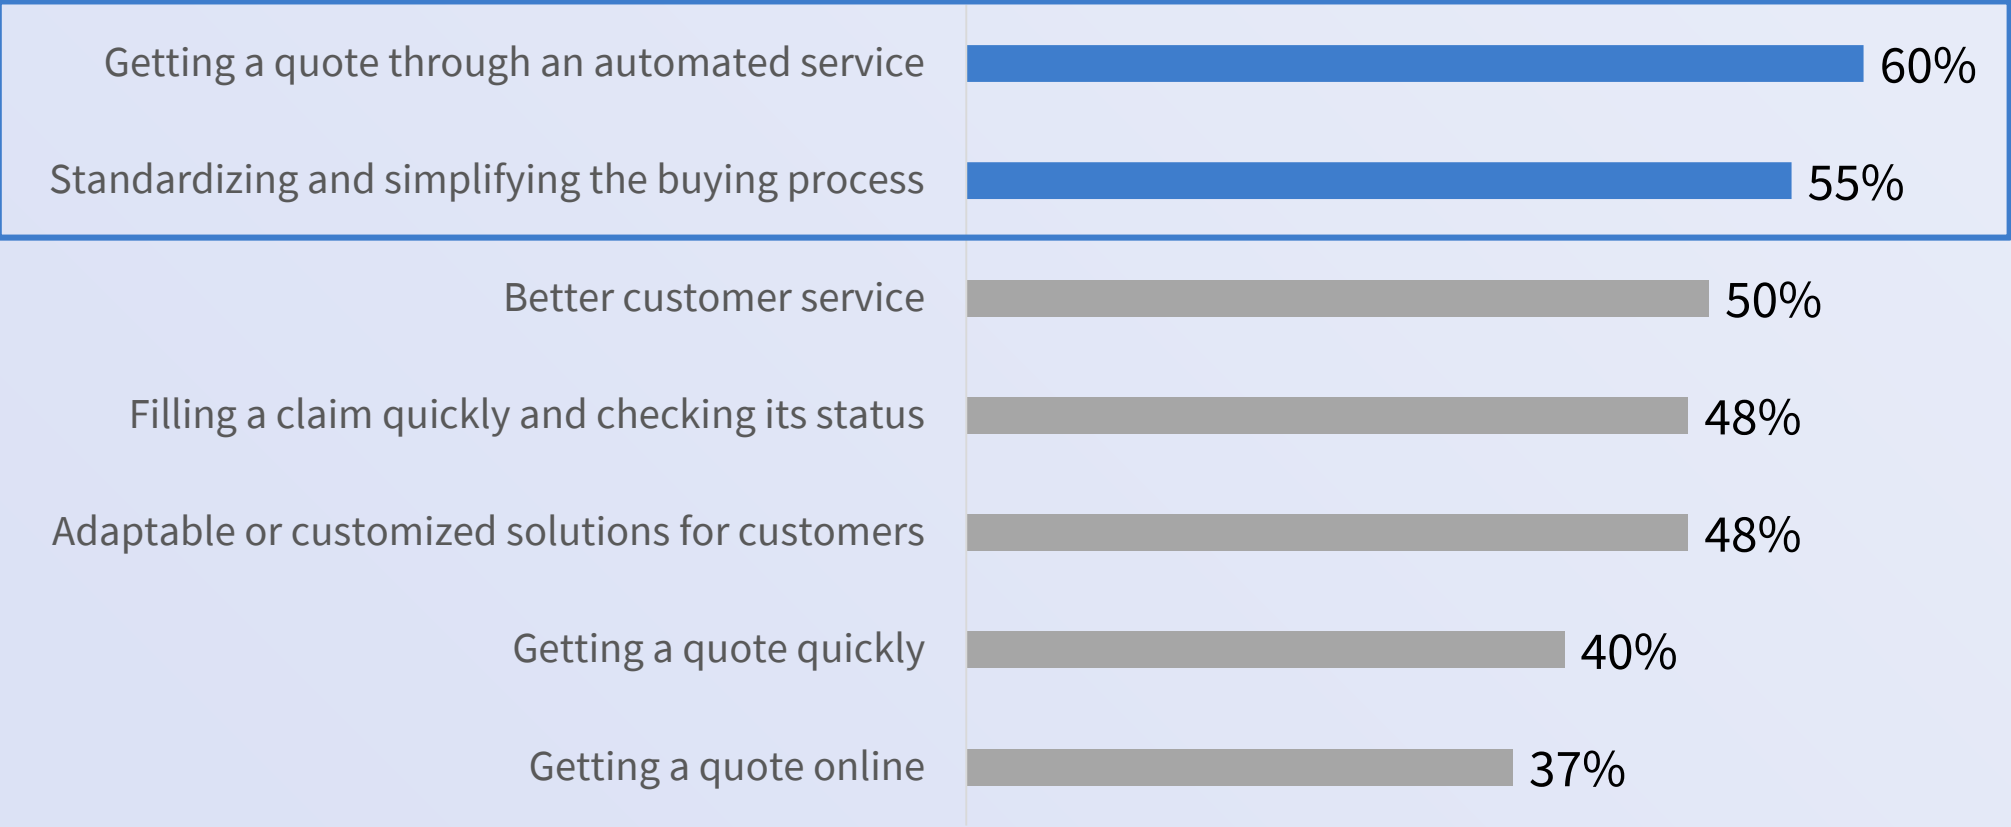 Getting a quote through an automated service 60%
Standardizing and simplifying the buying process 55%
Better customer service 50%
Filling a claim quickly and checking its status 48%
Adaptable or customized solutions for customers 48%
Getting a quote quickly 40%
Getting a quote online 37%